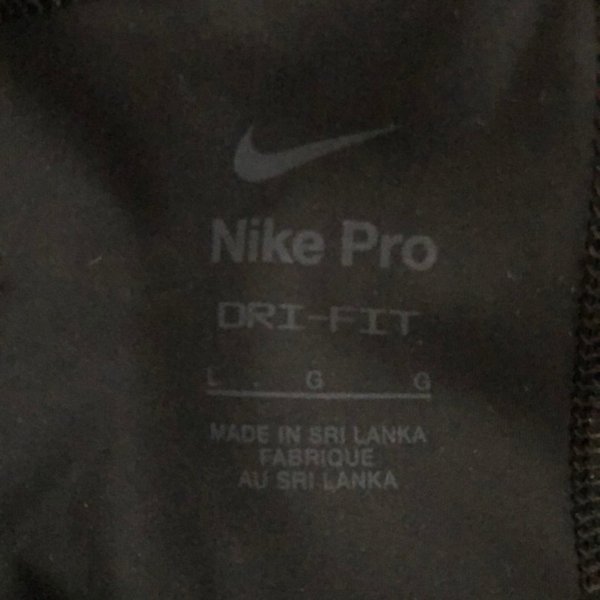 Nike Pro
DRI-FIT
L G G
MADE IN SRI LANKA
FABRIQUE
AU SRI LANKA